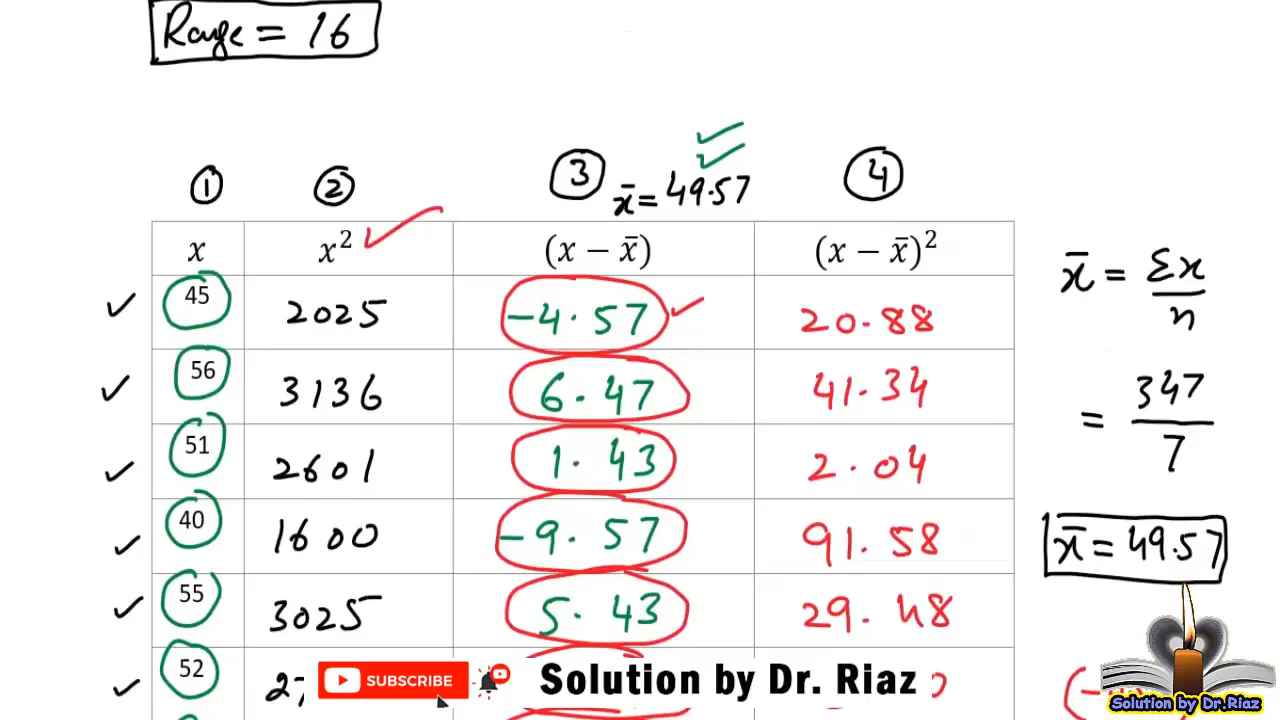 Range = 16
① ② ③ x̄ = 49.57 ④
x x² (x − x̄) (x − x̄)²
45 2025 −4.57 20.88
56 3136 6.47 41.34
51 2601 1.43 2.04
40 1600 −9.57 91.58
55 3025 5.43 29.48
52
x̄ = Σx
n
= 347
7
x̄ = 49.57
SUBSCRIBE
Solution by Dr. Riaz
Solution by Dr.Riaz